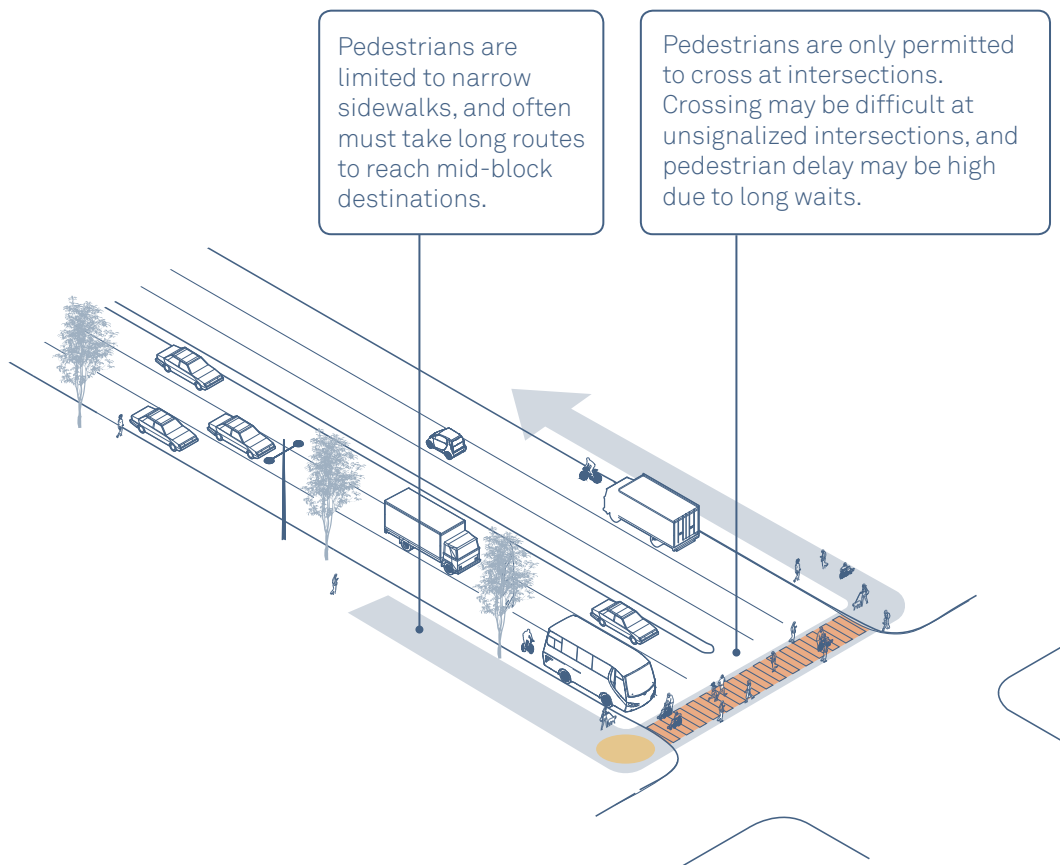 Pedestrians are
limited to narrow
sidewalks, and often
must take long routes
to reach mid-block
destinations.
Pedestrians are only permitted
to cross at intersections.
Crossing may be difficult at
unsignalized intersections, and
pedestrian delay may be high
due to long waits.